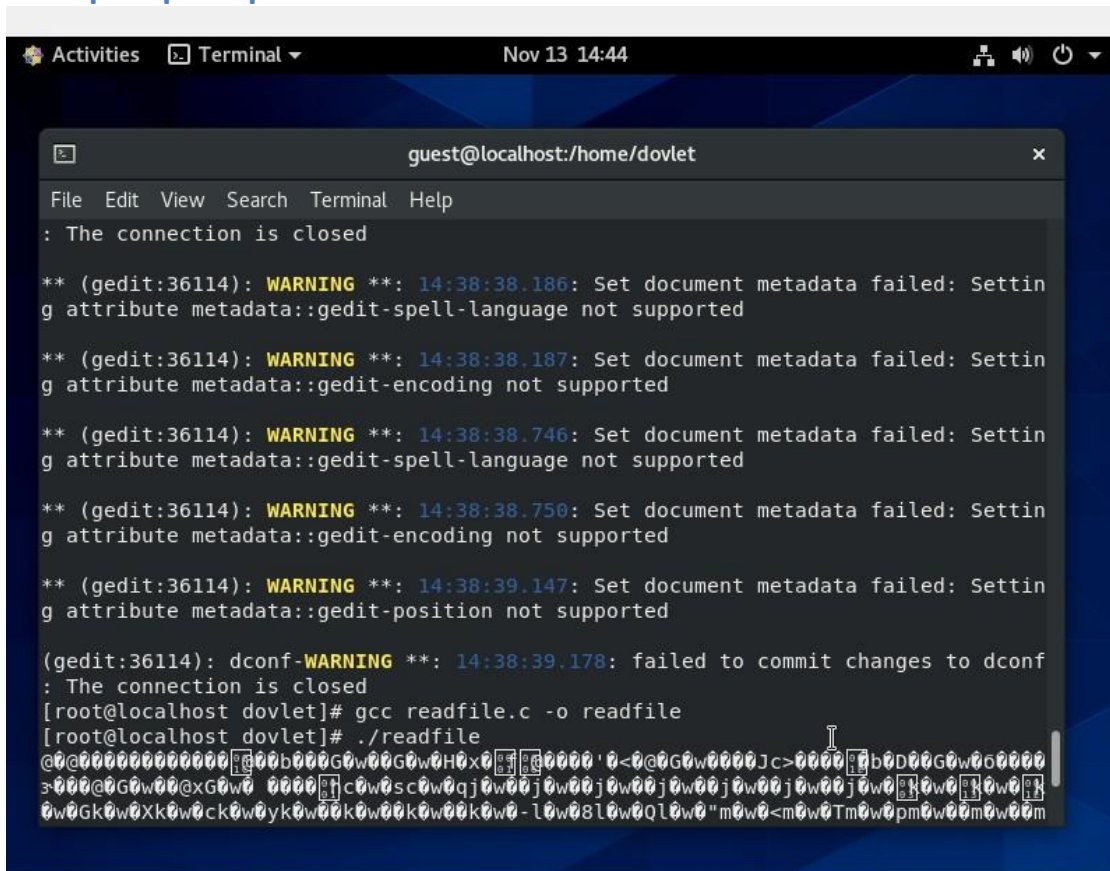 Activities Terminal Nov 13 14:44
guest@localhost:/home/dovlet ×
File Edit View Search Terminal Help
: The connection is closed
** (gedit:36114): WARNING **: 14:38:38.186: Set document metadata failed: Settin
g attribute metadata::gedit-spell-language not supported
** (gedit:36114): WARNING **: 14:38:38.187: Set document metadata failed: Settin
g attribute metadata::gedit-encoding not supported
** (gedit:36114): WARNING **: 14:38:38.746: Set document metadata failed: Settin
g attribute metadata::gedit-spell-language not supported
** (gedit:36114): WARNING **: 14:38:38.750: Set document metadata failed: Settin
g attribute metadata::gedit-encoding not supported
** (gedit:36114): WARNING **: 14:38:39.147: Set document metadata failed: Settin
g attribute metadata::gedit-position not supported
(gedit:36114): dconf-WARNING **: 14:38:39.178: failed to commit changes to dconf
: The connection is closed
[root@localhost dovlet]# gcc readfile.c -o readfile
[root@localhost dovlet]# ./readfile